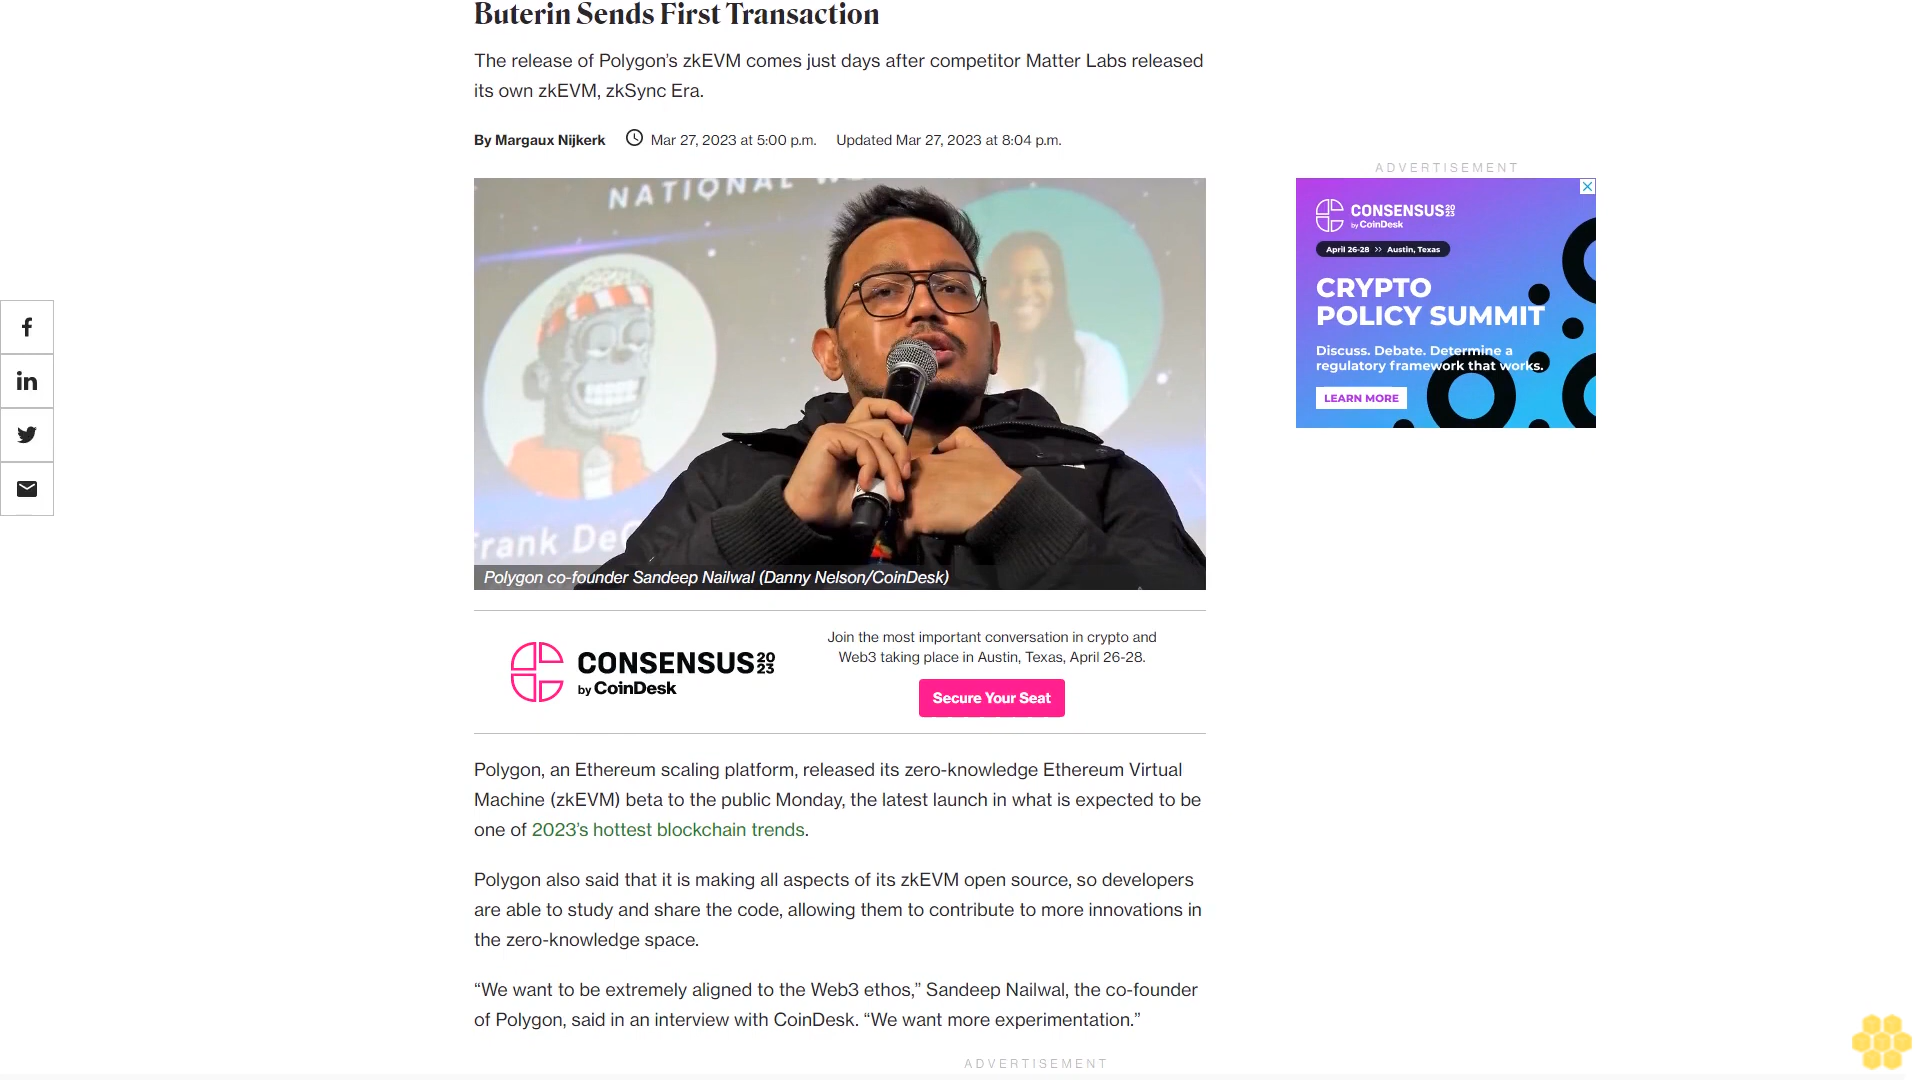 Buterin Sends First Transaction
The release of Polygon’s zkEVM comes just days after competitor Matter Labs released
its own zkEVM, zkSync Era.
By Margaux Nijkerk Mar 27, 2023 at 5:00 p.m. Updated Mar 27, 2023 at 8:04 p.m.
ADVERTISEMENT
NATIONAL
Frank De
Polygon co-founder Sandeep Nailwal (Danny Nelson/CoinDesk)
CONSENSUS 2023
by CoinDesk
April 26-28 >> Austin, Texas
CRYPTO
POLICY SUMMIT
Discuss. Debate. Determine a
regulatory framework that works.
LEARN MORE
CONSENSUS 2023
by CoinDesk
Join the most important conversation in crypto and
Web3 taking place in Austin, Texas, April 26-28.
Secure Your Seat
Polygon, an Ethereum scaling platform, released its zero-knowledge Ethereum Virtual
Machine (zkEVM) beta to the public Monday, the latest launch in what is expected to be
one of 2023’s hottest blockchain trends.
Polygon also said that it is making all aspects of its zkEVM open source, so developers
are able to study and share the code, allowing them to contribute to more innovations in
the zero-knowledge space.
“We want to be extremely aligned to the Web3 ethos,” Sandeep Nailwal, the co-founder
of Polygon, said in an interview with CoinDesk. “We want more experimentation.”
ADVERTISEMENT